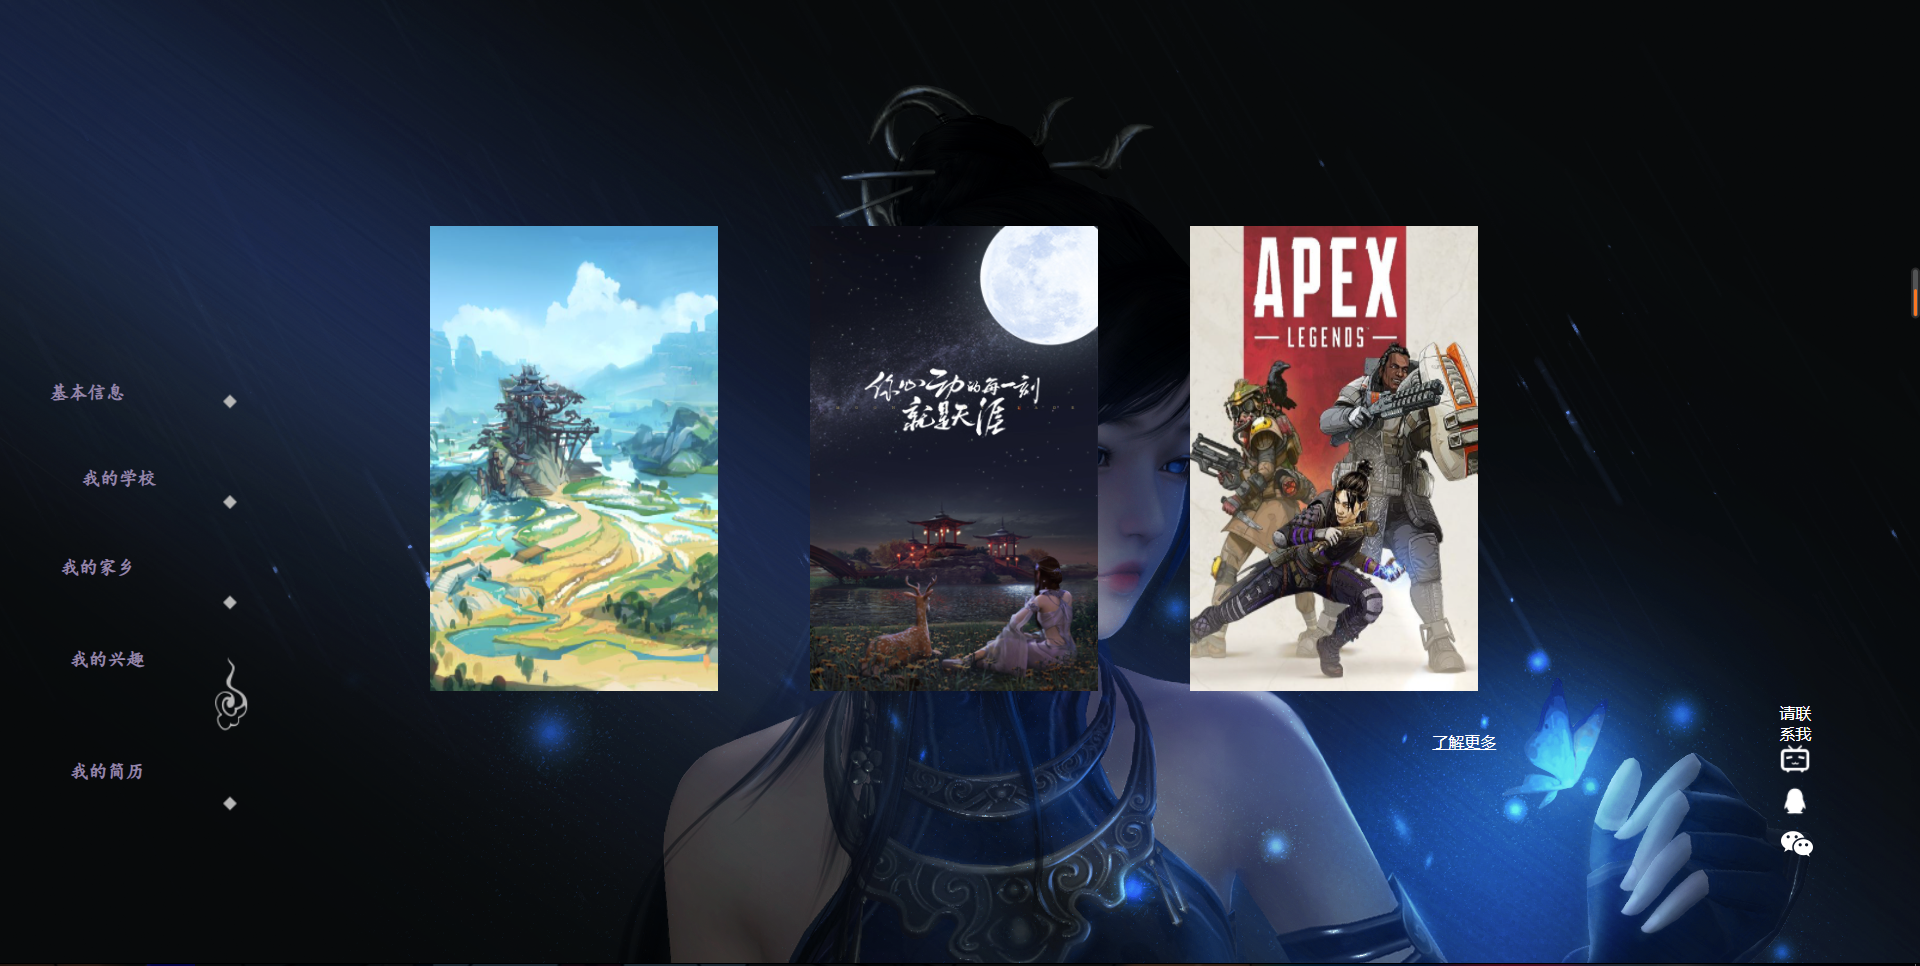 基本信息
我的学校
我的家乡
我的兴趣
我的简历
你心动的每一刻
就是天涯
APEX
LEGENDS
了解更多
请联
系我